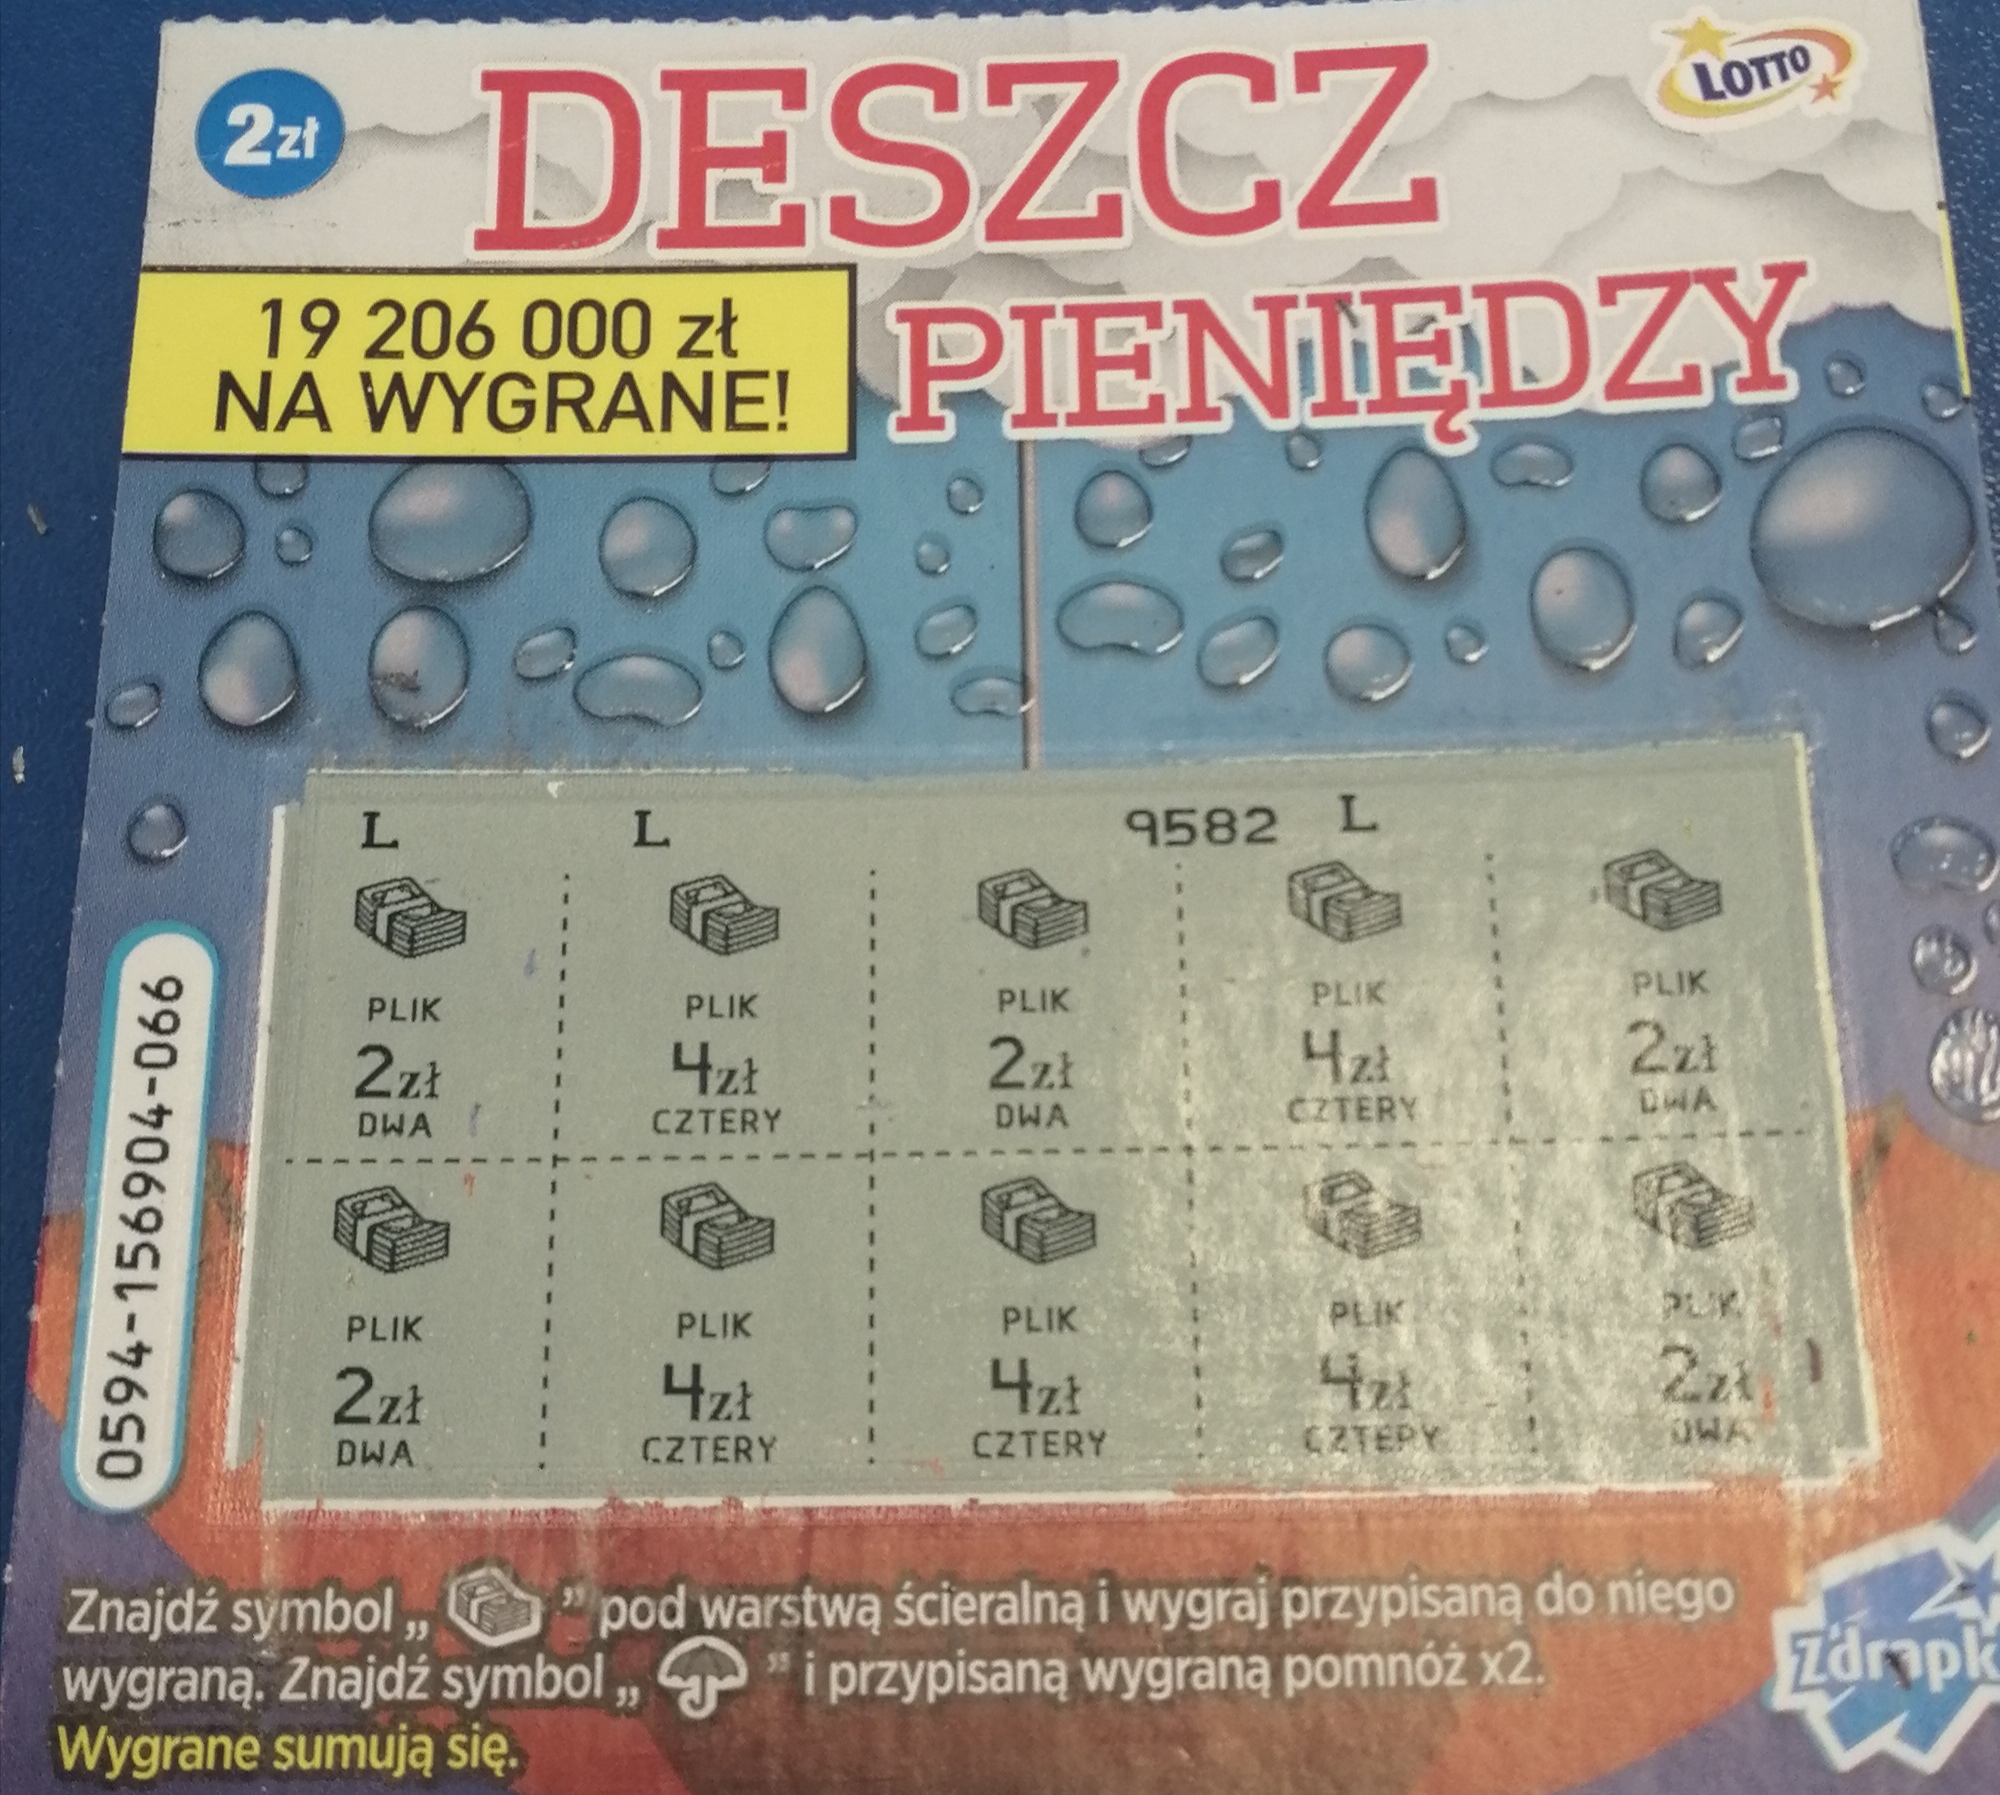 2zł
DESZCZ
LOTTO
PIENIĘDZY
19 206 000 zł
NA WYGRANE!
L L 9582 L
PLIK PLIK PLIK PLIK PLIK
2zł 4zł 2zł 4zł 2zł
DWA CZTERY DWA CZTERY DWA
PLIK PLIK PLIK PLIK PLIK
2zł 4zł 4zł 4zł 2zł
DWA CZTERY CZTERY CZTERY DWA
0594-156904-066
Znajdź symbol „ ” pod warstwą ścieralną i wygraj przypisaną do niego
wygraną. Znajdź symbol „ ” i przypisaną wygraną pomnóż x2.
Wygrane sumują się.
Zdrapk